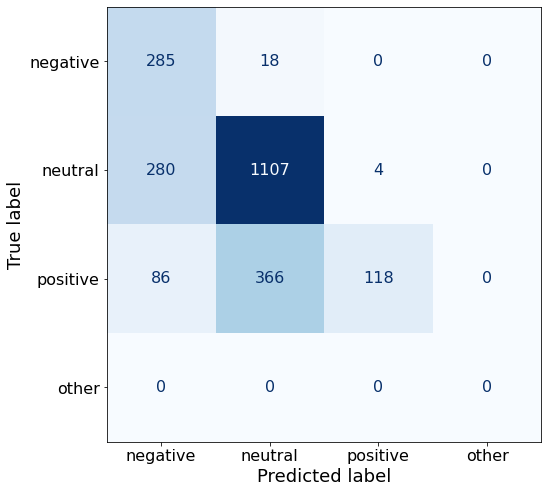 True label
negative 285 18 0 0
neutral 280 1107 4 0
positive 86 366 118 0
other 0 0 0 0
negative neutral positive other
Predicted label